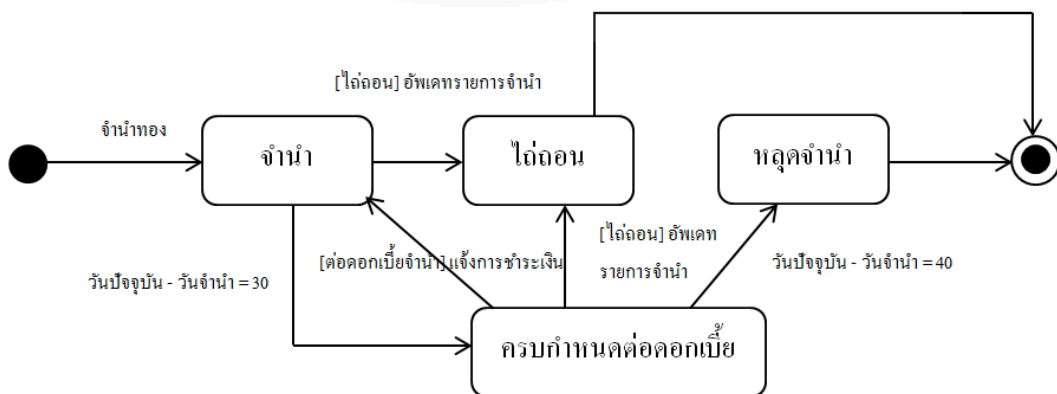 [ไถ่ถอน] อัพเดทรายการจำนำ
จำนำทอง
จำนำ
ไถ่ถอน
หลุดจำนำ
[ต่อดอกเบี้ยจำนำ] แจ้งการชำระเงิน
[ไถ่ถอน] อัพเดท
รายการจำนำ
วันปัจจุบัน - วันจำนำ = 30
วันปัจจุบัน - วันจำนำ = 40
ครบกำหนดต่อดอกเบี้ย